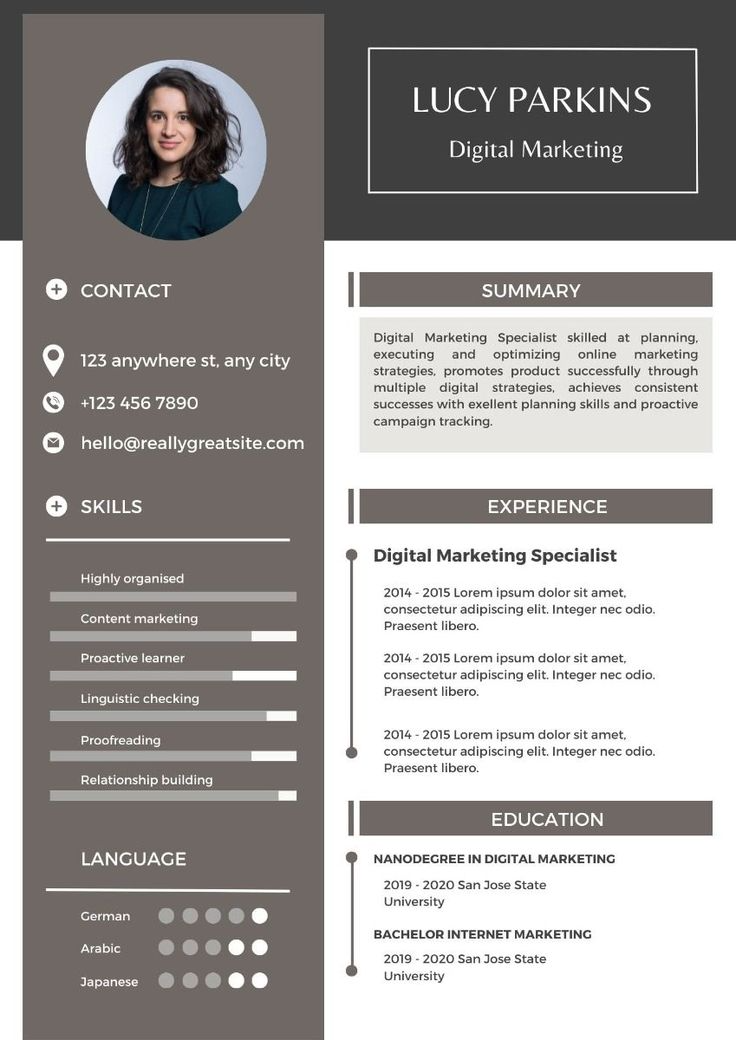 LUCY PARKINS
Digital Marketing
CONTACT
123 anywhere st, any city
+123 456 7890
hello@reallygreatsite.com
SKILLS
Highly organised
Content marketing
Proactive learner
Linguistic checking
Proofreading
Relationship building
LANGUAGE
German
Arabic
Japanese
SUMMARY
Digital Marketing Specialist skilled at planning,
executing and optimizing online marketing
strategies, promotes product successfully through
multiple digital strategies, achieves consistent
successes with exellent planning skills and proactive
campaign tracking.
EXPERIENCE
Digital Marketing Specialist
2014 - 2015 Lorem ipsum dolor sit amet,
consectetur adipiscing elit. Integer nec odio.
Praesent libero.
2014 - 2015 Lorem ipsum dolor sit amet,
consectetur adipiscing elit. Integer nec odio.
Praesent libero.
2014 - 2015 Lorem ipsum dolor sit amet,
consectetur adipiscing elit. Integer nec odio.
Praesent libero.
EDUCATION
NANODEGREE IN DIGITAL MARKETING
2019 - 2020 San Jose State
University
BACHELOR INTERNET MARKETING
2019 - 2020 San Jose State
University